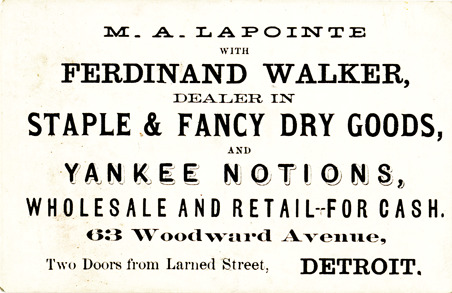 M. A. LAPOINTE
WITH
FERDINAND WALKER,
DEALER IN
STAPLE & FANCY DRY GOODS,
AND
YANKEE NOTIONS,
WHOLESALE AND RETAIL--FOR CASH.
63 Woodward Avenue,
Two Doors from Larned Street, DETROIT.